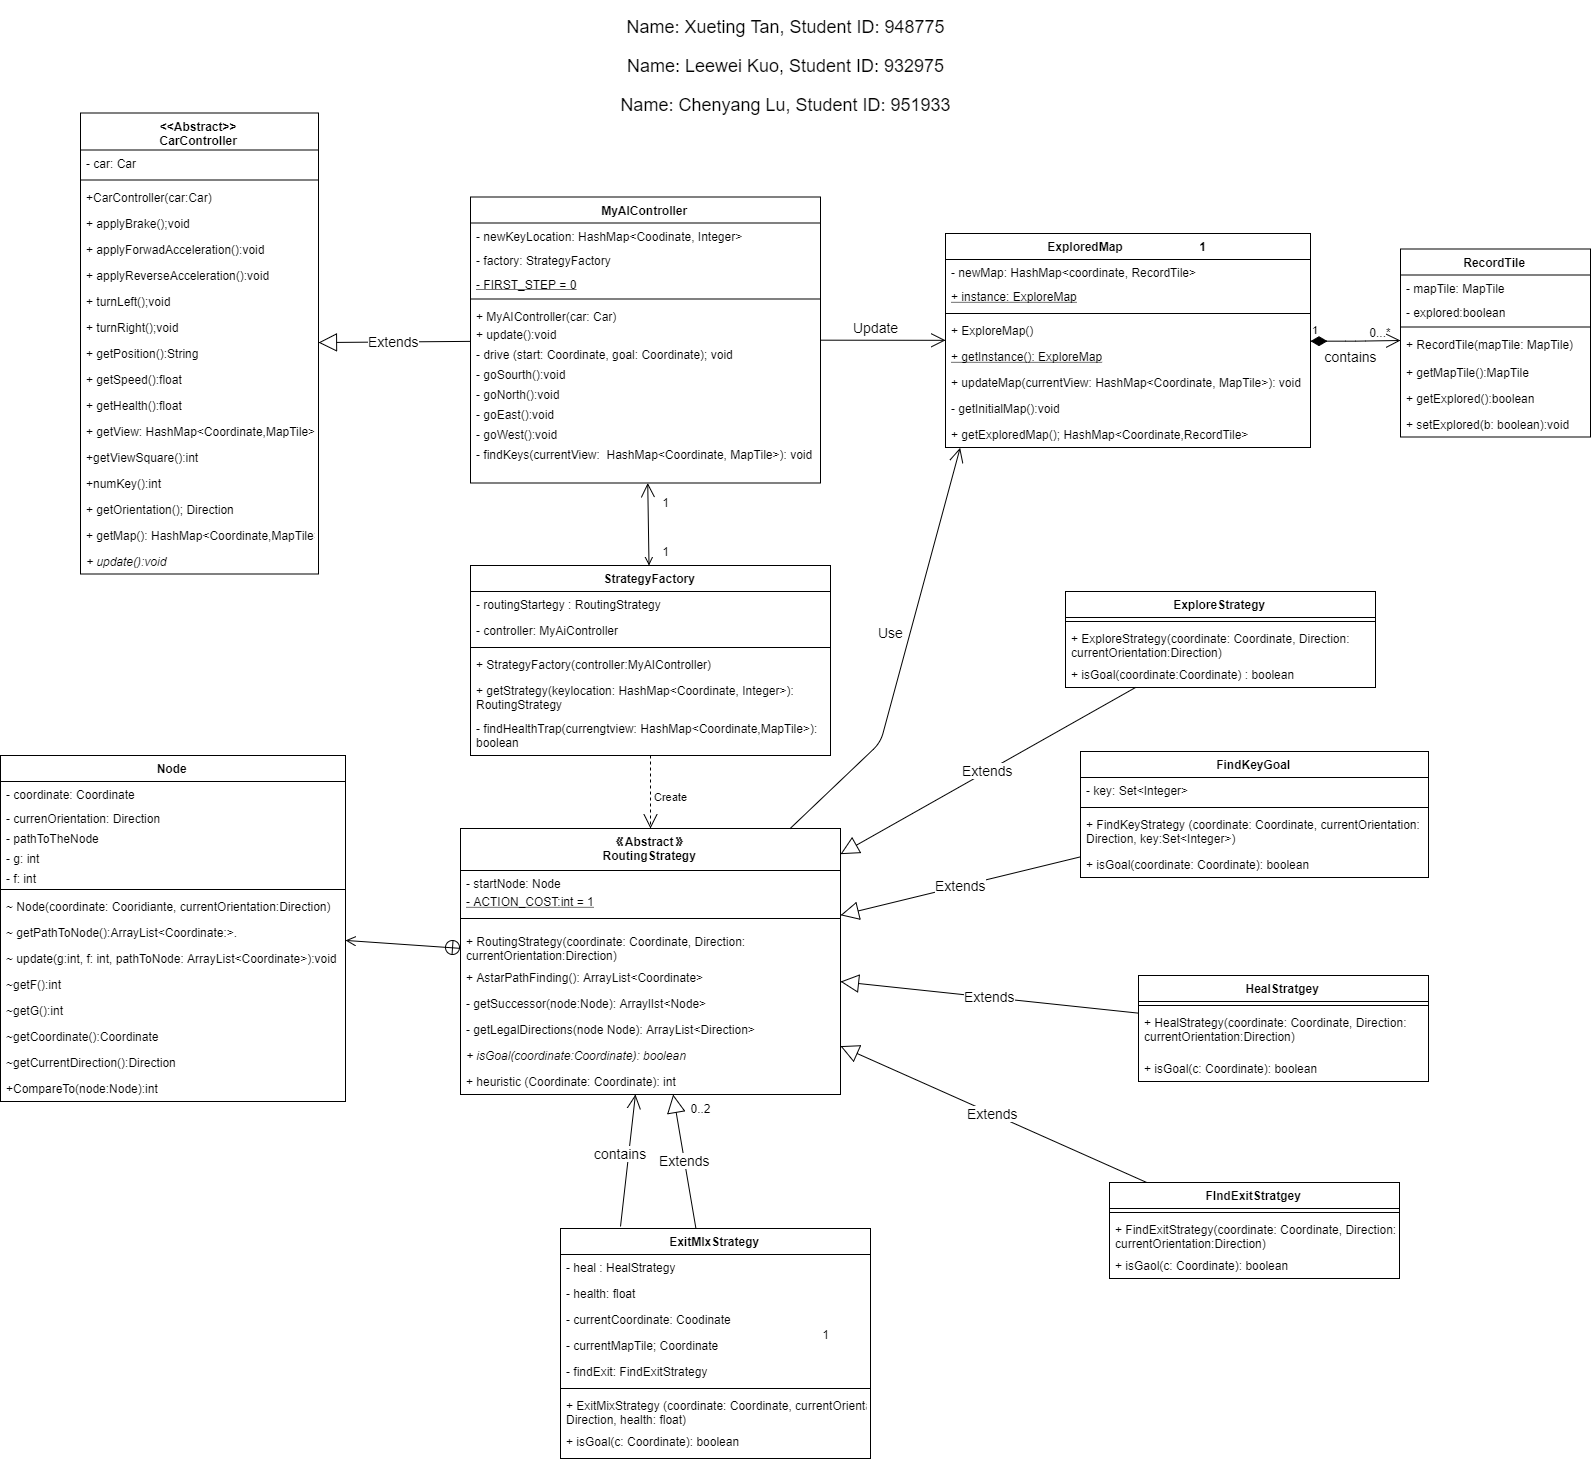 Name: Xueting Tan, Student ID: 948775
Name: Leewei Kuo, Student ID: 932975
Name: Chenyang Lu, Student ID: 951933
<<Abstract>>
CarController
- car: Car
+CarController(car:Car)
+ applyBrake();void
+ applyForwadAcceleration():void
+ applyReverseAcceleration():void
+ turnLeft();void
+ turnRight();void
+ getPosition():String
+ getSpeed():float
+ getHealth():float
+ getView: HashMap<Coordinate,MapTile>
+getViewSquare():int
+numKey():int
+ getOrientation(); Direction
+ getMap(): HashMap<Coordinate,MapTile
+ update():void
Extends
MyAIController
- newKeyLocation: HashMap<Coodinate, Integer>
- factory: StrategyFactory
- FIRST_STEP = 0
+ MyAIController(car: Car)
+ update():void
- drive (start: Coordinate, goal: Coordinate); void
- goSourth():void
- goNorth():void
- goEast():void
- goWest():void
- findKeys(currentView:  HashMap<Coordinate, MapTile>): void
Update
ExploredMap 1
- newMap: HashMap<coordinate, RecordTile>
+ instance: ExploreMap
+ ExploreMap()
+ getInstance(): ExploreMap
+ updateMap(currentView: HashMap<Coordinate, MapTile>): void
- getInitialMap():void
+ getExploredMap(); HashMap<Coordinate,RecordTile>
1
0...*
contains
RecordTile
- mapTile: MapTile
- explored:boolean
+ RecordTile(mapTile: MapTile)
+ getMapTile():MapTile
+ getExplored():boolean
+ setExplored(b: boolean):void
1
1
StrategyFactory
- routingStartegy : RoutingStrategy
- controller: MyAiController
+ StrategyFactory(controller:MyAIController)
+ getStrategy(keylocation: HashMap<Coordinate, Integer>):
RoutingStrategy
- findHealthTrap(currengtview: HashMap<Coordinate,MapTile>):
boolean
Create
Use
ExploreStrategy
+ ExploreStrategy(coordinate: Coordinate, Direction:
currentOrientation:Direction)
+ isGoal(coordinate:Coordinate) : boolean
Extends
FindKeyGoal
- key: Set<Integer>
+ FindKeyStrategy (coordinate: Coordinate, currentOrientation:
Direction, key:Set<Integer>)
+ isGoal(coordinate: Coordinate): boolean
Extends
Node
- coordinate: Coordinate
- currenOrientation: Direction
- pathToTheNode
- g: int
- f: int
~ Node(coordinate: Cooridiante, currentOrientation:Direction)
~ getPathToNode():ArrayList<Coordinate:>.
~ update(g:int, f: int, pathToNode: ArrayList<Coordinate>):void
~getF():int
~getG():int
~getCoordinate():Coordinate
~getCurrentDirection():Direction
+CompareTo(node:Node):int
《Abstract》
RoutingStrategy
- startNode: Node
- ACTION_COST:int = 1
+ RoutingStrategy(coordinate: Coordinate, Direction:
currentOrientation:Direction)
+ AstarPathFinding(): ArrayList<Coordinate>
- getSuccessor(node:Node): ArraylIst<Node>
- getLegalDirections(node Node): ArrayList<Direction>
+ isGoal(coordinate:Coordinate): boolean
+ heuristic (Coordinate: Coordinate): int
Extends
HealStratgey
+ HealStrategy(coordinate: Coordinate, Direction:
currentOrientation:Direction)
+ isGoal(c: Coordinate): boolean
Extends
FIndExitStratgey
+ FindExitStrategy(coordinate: Coordinate, Direction:
currentOrientation:Direction)
+ isGaol(c: Coordinate): boolean
0..2
contains
Extends
ExitMIxStrategy
- heal : HealStrategy
- health: float
- currentCoordinate: Coodinate
1
- currentMapTile; Coordinate
- findExit: FindExitStrategy
+ ExitMixStrategy (coordinate: Coordinate, currentOrient
Direction, health: float)
+ isGoal(c: Coordinate): boolean